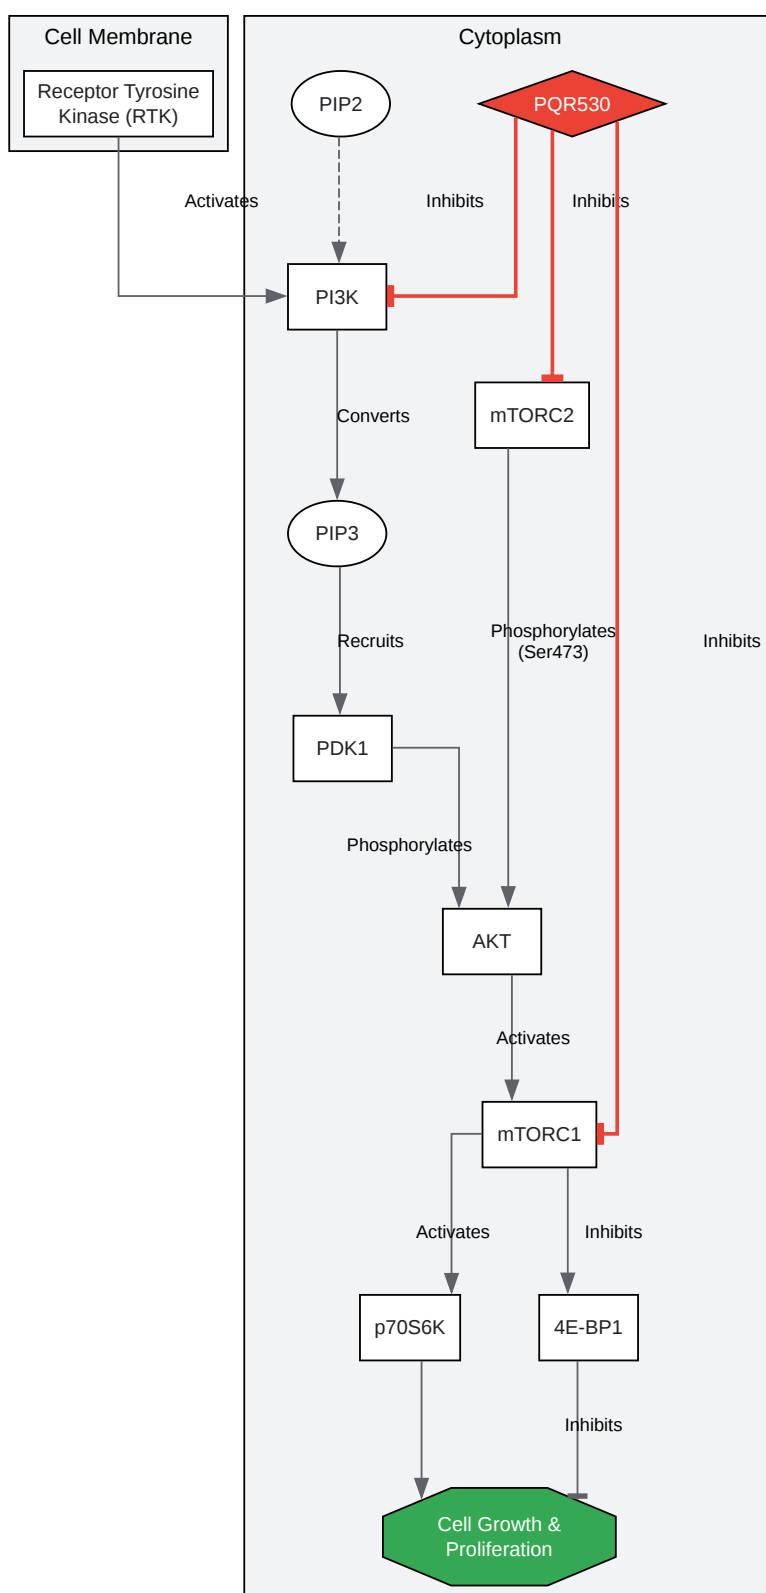 Cell Membrane
Cytoplasm
Receptor Tyrosine
Kinase (RTK)
PIP2
PQR530
Activates
Inhibits
Inhibits
PI3K
Converts
mTORC2
PIP3
Recruits
Phosphorylates
(Ser473)
Inhibits
PDK1
Phosphorylates
AKT
Activates
mTORC1
Activates
Inhibits
p70S6K
4E-BP1
Inhibits
Cell Growth &
Proliferation